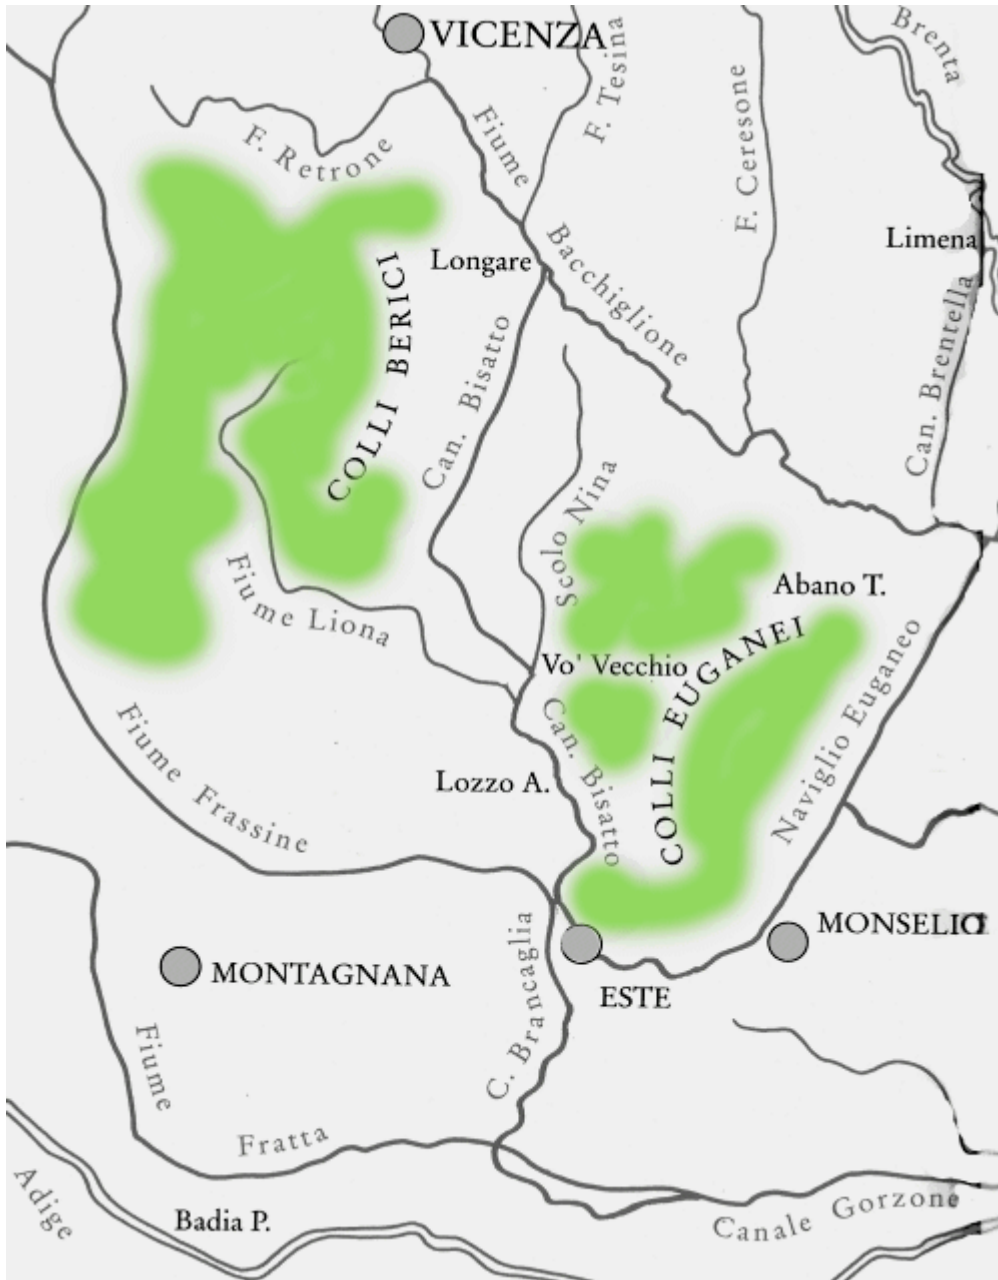 VICENZA
Brenta
F. Tesina
F. Ceresone
Fiume
F. Retrone
Limena
Longare
Bacchiglione
COLLI BERICI
Can. Bisatto
Can. Brentella
Scolo Nina
Fiume Liona
Abano T.
COLLI EUGANEI
Vo' Vecchio
Naviglio Euganeo
Can. Bisatto
Fiume Frassine
Lozzo A.
MONSELIC
C. Brancaglia
MONTAGNANA
ESTE
Fiume
Fratta
Adige
Badia P.
Canale Gorzone